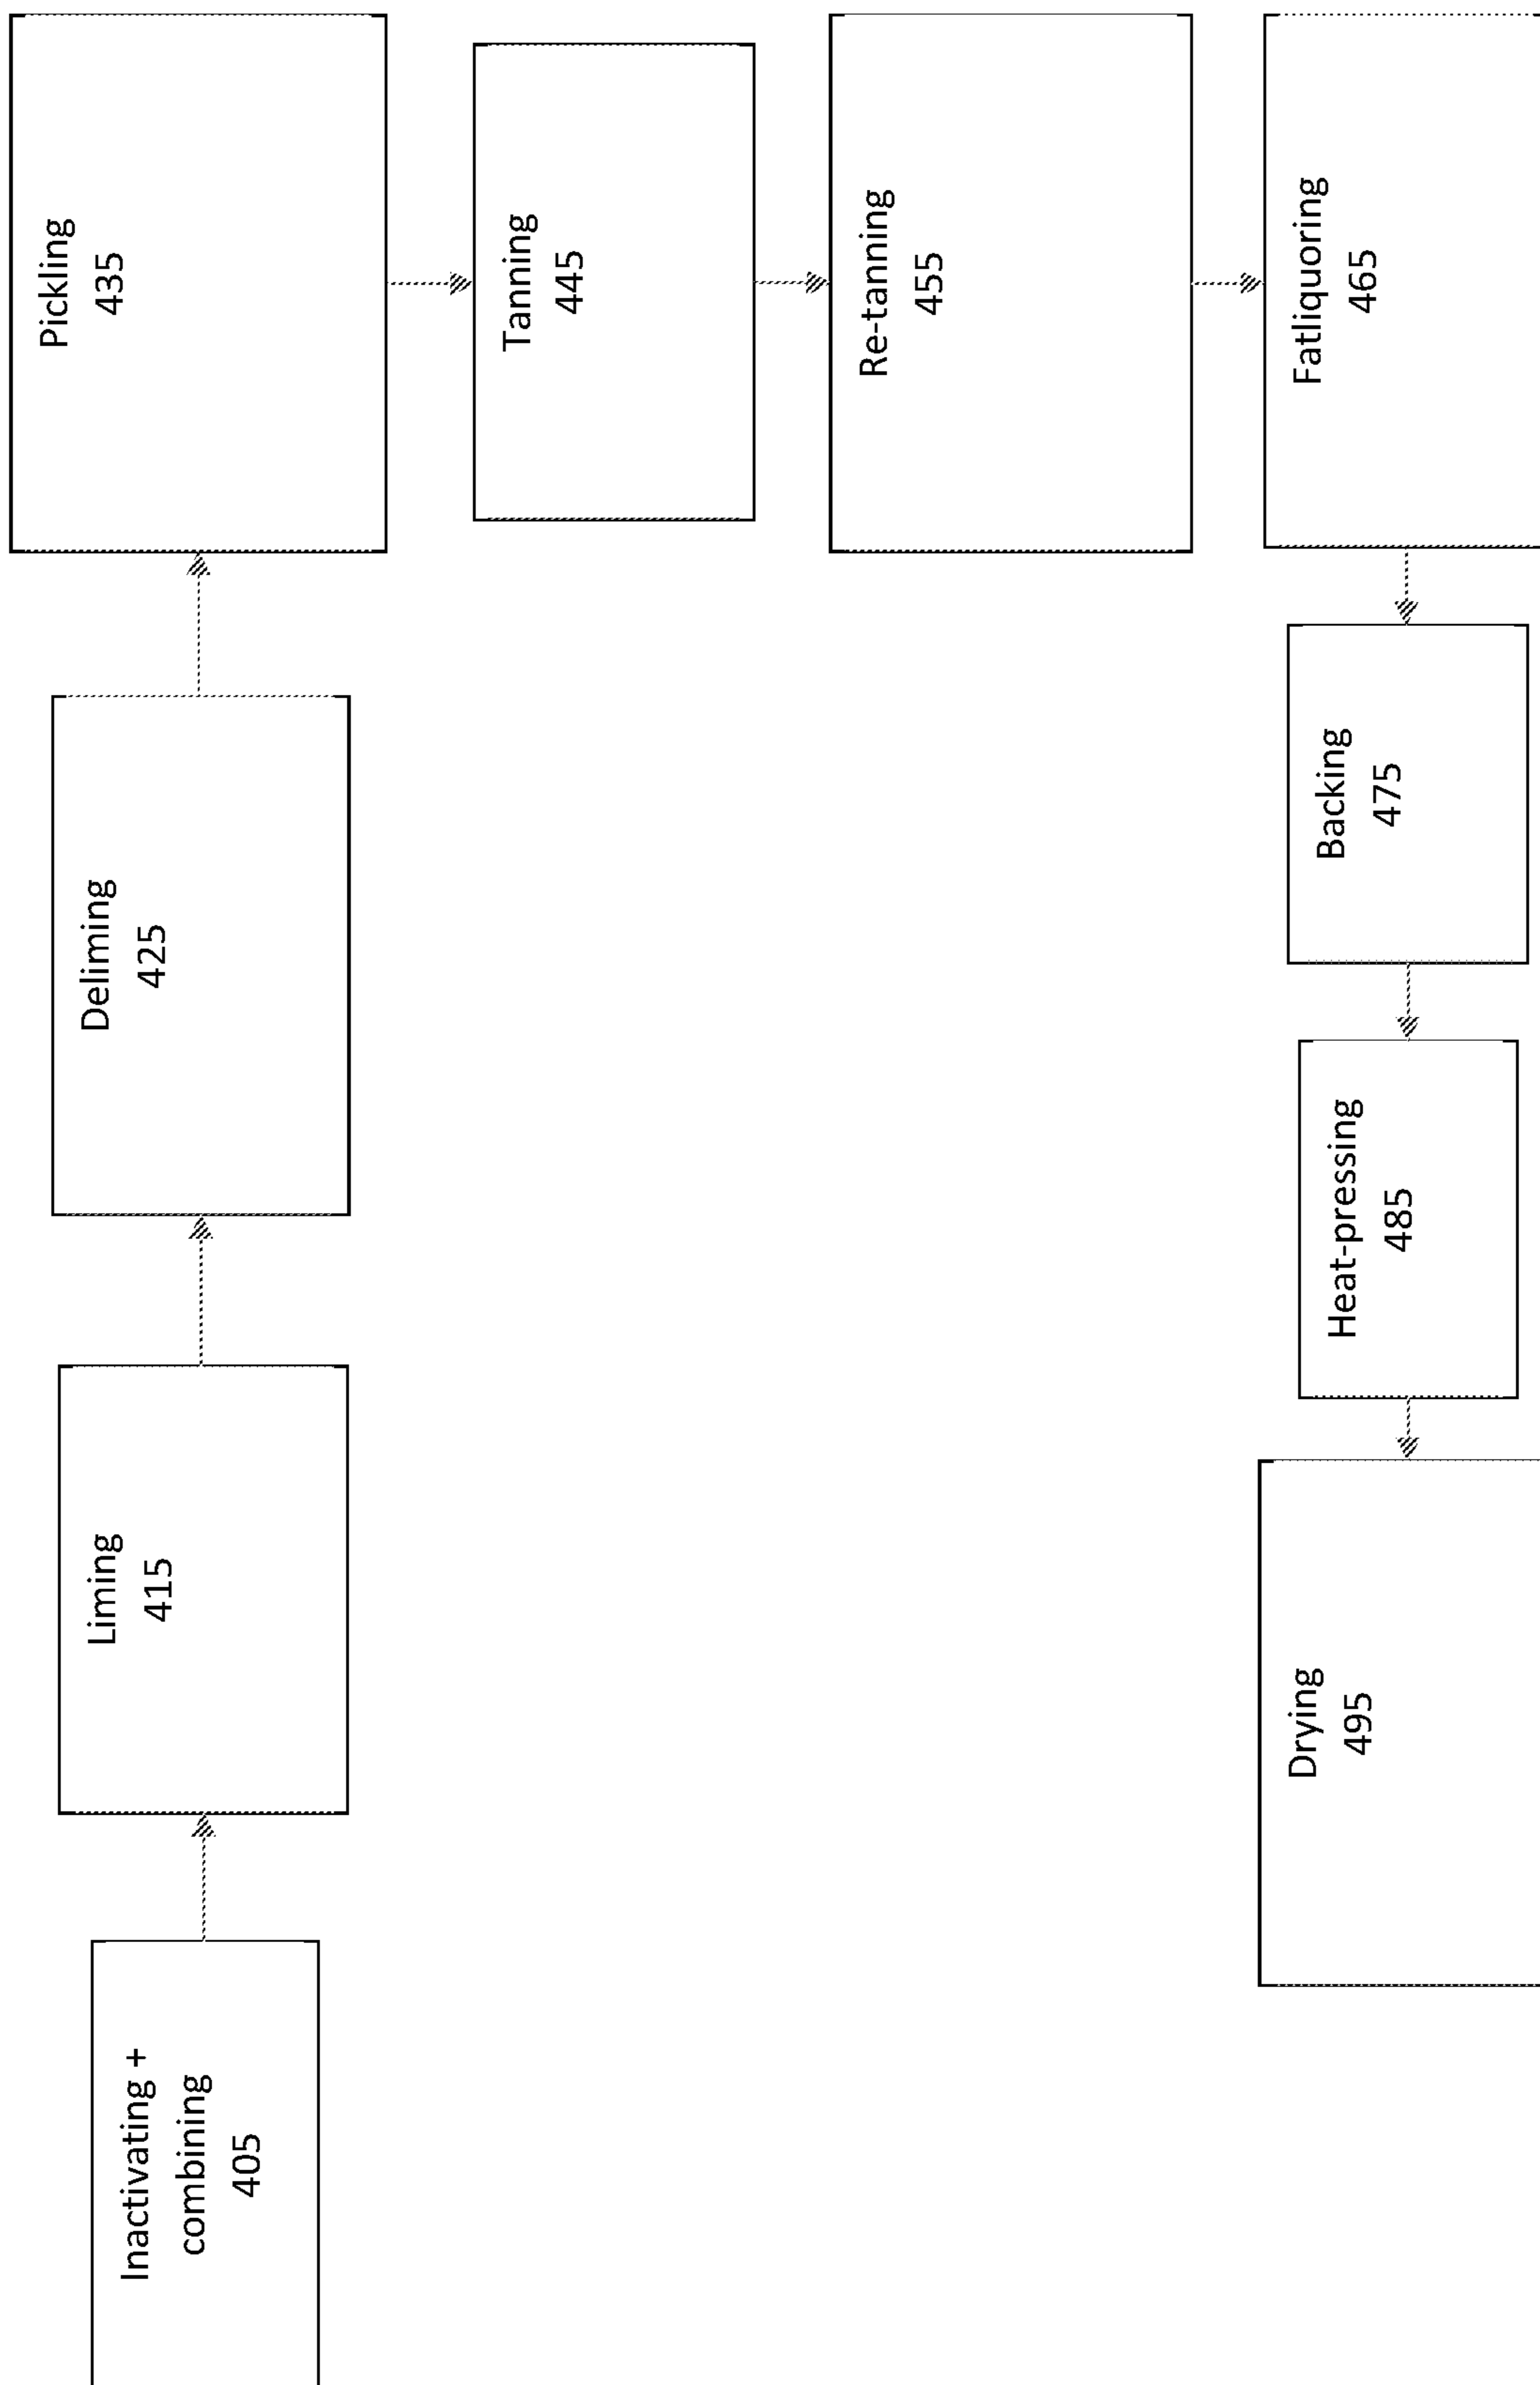 Inactivating +
combining
405
Liming
415
Deliming
425
Pickling
435
Tanning
445
Re-tanning
455
Fatliquoring
465
Backing
475
Heat-pressing
485
Drying
495